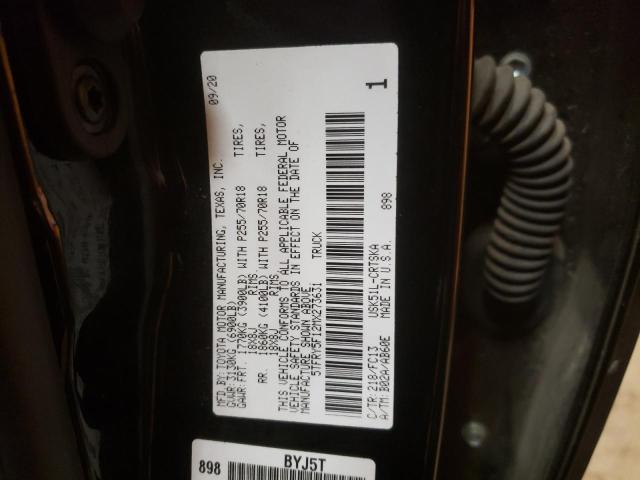 MFD.BY:TOYOTA MOTOR MANUFACTURING, TEXAS, INC. 09/20
GVWR:3130KG (6900LB)
GAWR:FRT. 1770KG (3900LB) WITH P255/70R18 TIRES,
18X8J RIMS,
RR. 1860KG (4100LB) WITH P255/70R18 TIRES,
18X8J RIMS,
THIS VEHICLE CONFORMS TO ALL APPLICABLE FEDERAL MOTOR
VEHICLE SAFETY STANDARDS IN EFFECT ON THE DATE OF
MANUFACTURE SHOWN ABOVE.
5TFRY5F12MX273631 TRUCK
USK51L-CRTSKA 898
C/TR:218/FC13
A/TM:B02A/AB60E MADE IN U.S.A.
1
898 BYJ5T